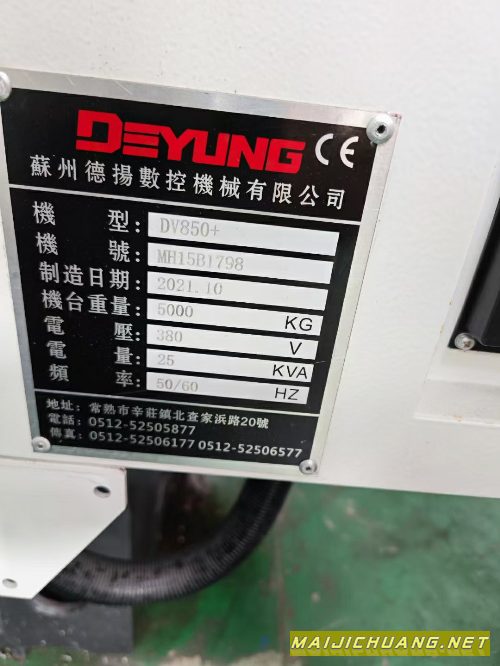 DEYUNG CE
蘇州德揚數控機械有限公司
機 型: DV850+
機 號: MH15B1798
制造日期: 2021.10
機台重量: 5000 KG
電 壓: 380 V
電 量: 25 KVA
頻 率: 50/60 HZ
地址: 常熟市辛莊鎮北查家浜路20號
電話: 0512-52505877
傳真: 0512-52506177 0512-52506577
MAIJICHUANG.NET